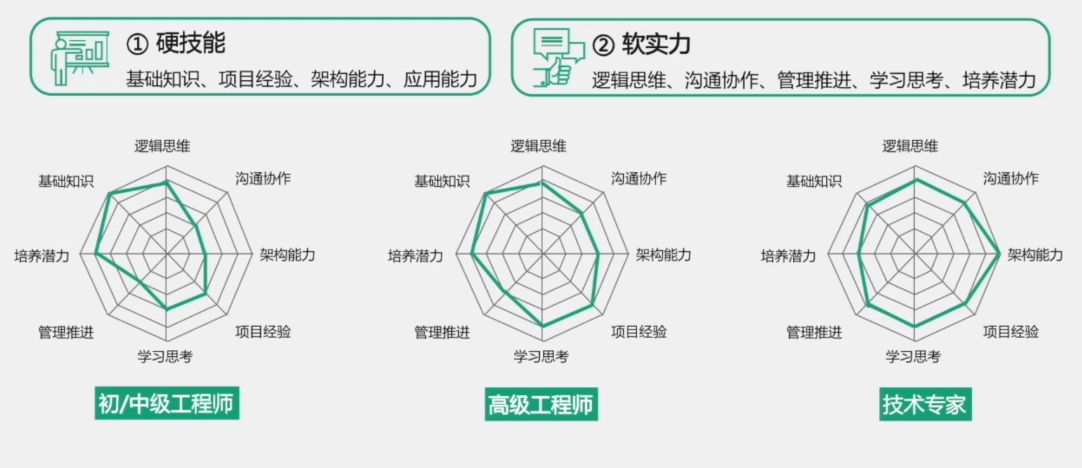 ① 硬技能
基础知识、项目经验、架构能力、应用能力
② 软实力
逻辑思维、沟通协作、管理推进、学习思考、培养潜力
逻辑思维
沟通协作
架构能力
项目经验
学习思考
管理推进
培养潜力
基础知识
初/中级工程师
逻辑思维
沟通协作
架构能力
项目经验
学习思考
管理推进
培养潜力
基础知识
高级工程师
逻辑思维
沟通协作
架构能力
项目经验
学习思考
管理推进
培养潜力
基础知识
技术专家